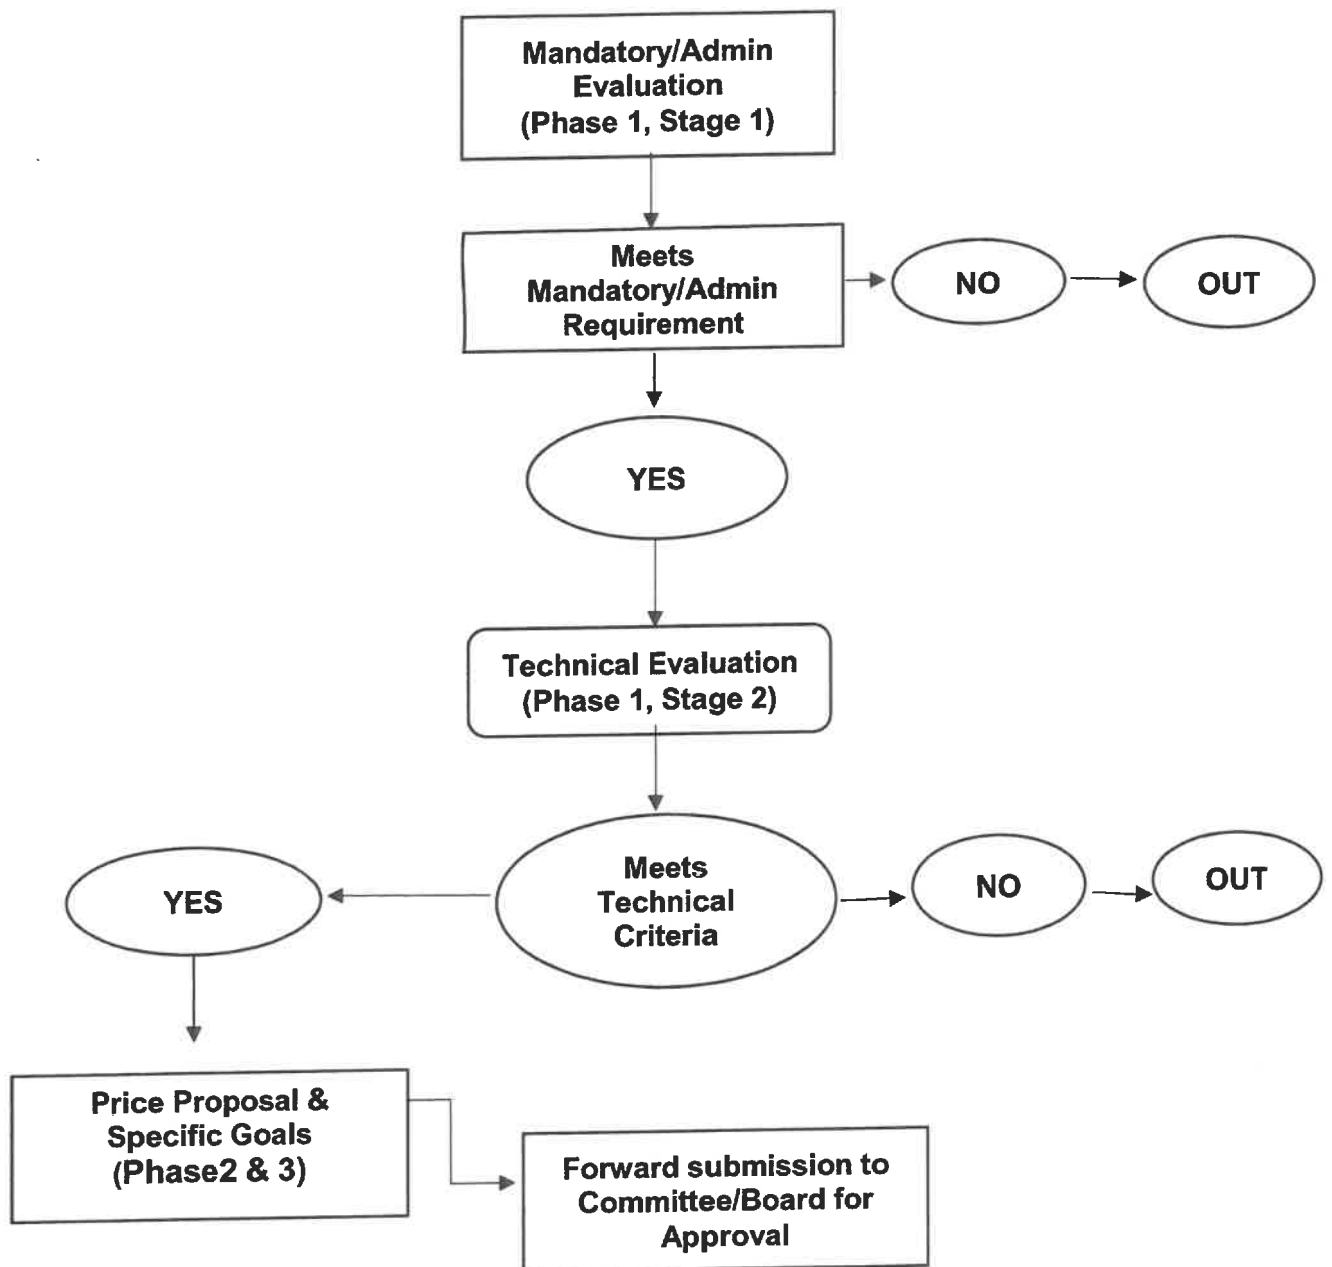 Mandatory/Admin
Evaluation
(Phase 1, Stage 1)
Meets
Mandatory/Admin
Requirement
NO
OUT
YES
Technical Evaluation
(Phase 1, Stage 2)
Meets
Technical
Criteria
NO
OUT
YES
Price Proposal &
Specific Goals
(Phase2 & 3)
Forward submission to
Committee/Board for
Approval